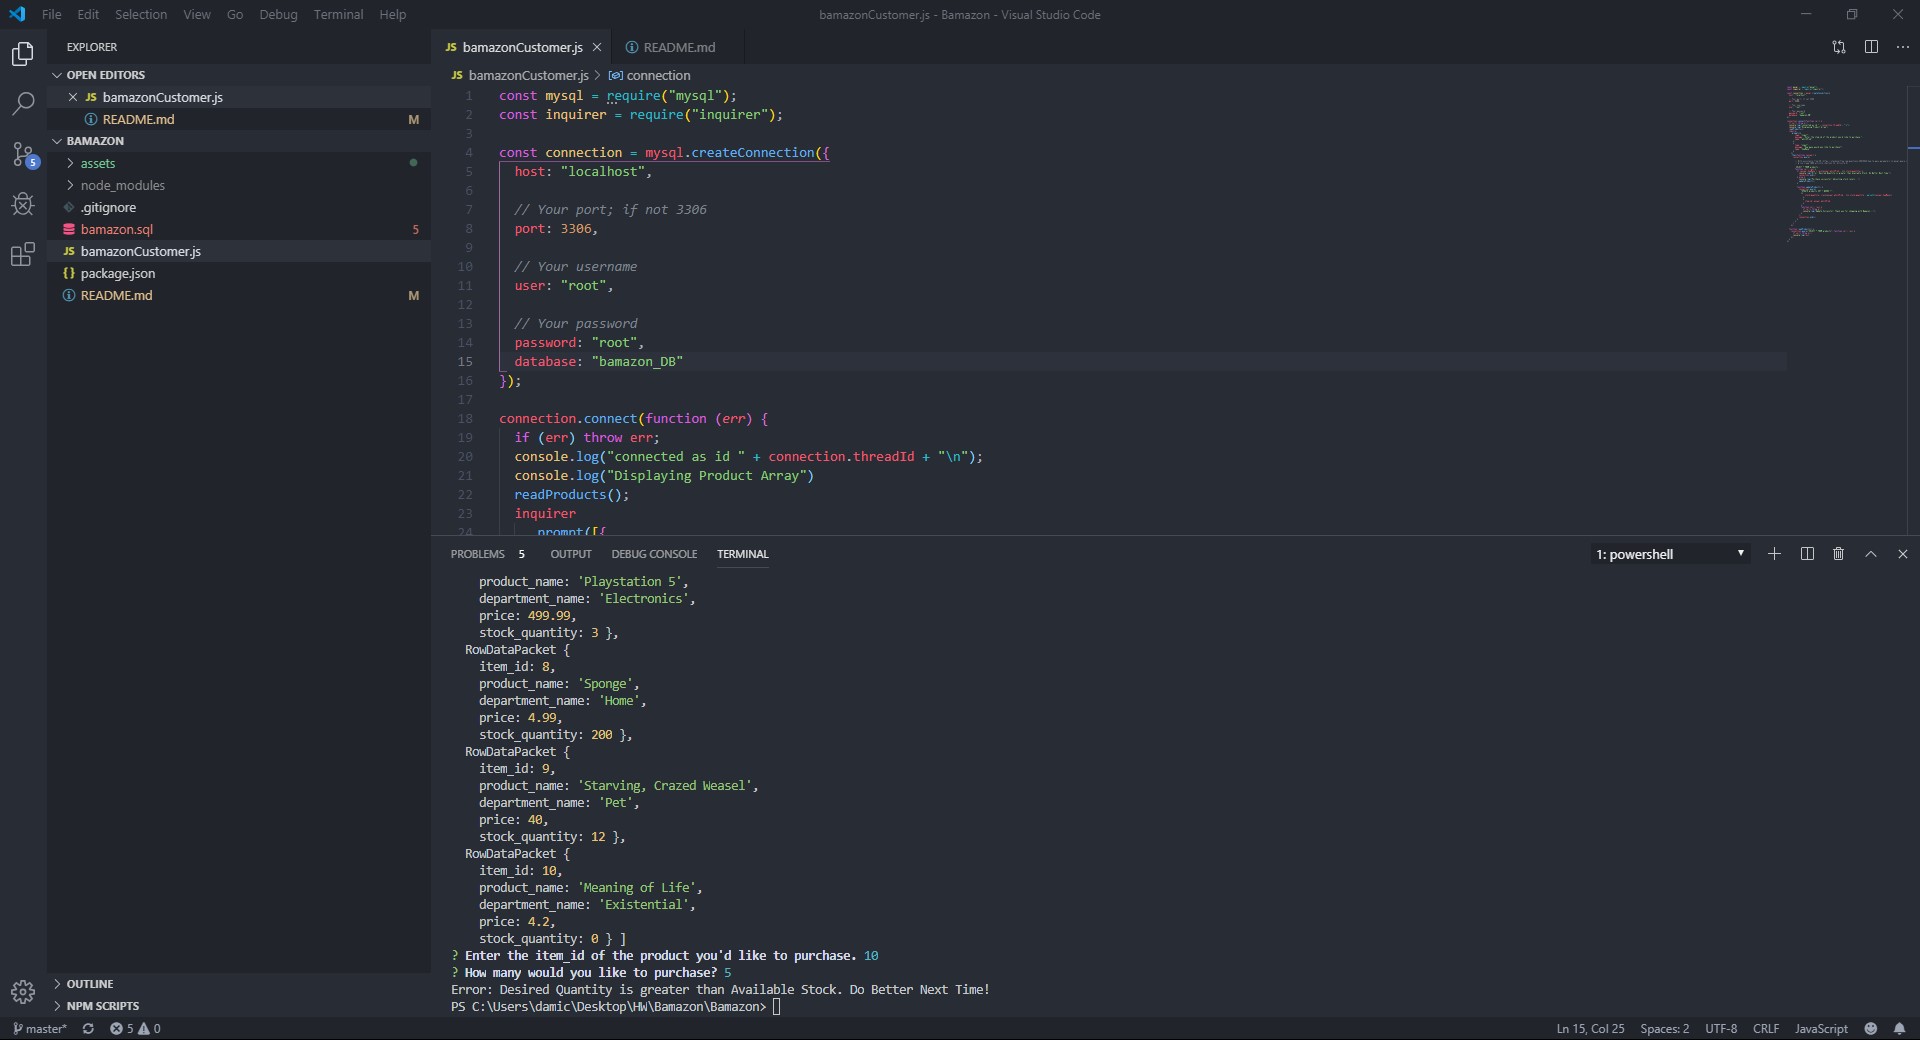 File Edit Selection View Go Debug Terminal Help
bamazonCustomer.js - Bamazon - Visual Studio Code
EXPLORER
OPEN EDITORS
JS bamazonCustomer.js
README.md M
BAMAZON
assets
node_modules
.gitignore
bamazon.sql 5
JS bamazonCustomer.js
{} package.json
README.md M
OUTLINE
NPM SCRIPTS
5
JS bamazonCustomer.js README.md
JS bamazonCustomer.js > connection
1 const mysql = require("mysql");
2 const inquirer = require("inquirer");
3
4 const connection = mysql.createConnection({
5 host: "localhost",
6
7 // Your port; if not 3306
8 port: 3306,
9
10 // Your username
11 user: "root",
12
13 // Your password
14 password: "root",
15 database: "bamazon_DB"
16 });
17
18 connection.connect(function (err) {
19 if (err) throw err;
20 console.log("connected as id " + connection.threadId + "\n");
21 console.log("Displaying Product Array")
22 readProducts();
23 inquirer
24 .prompt([{
PROBLEMS 5 OUTPUT DEBUG CONSOLE TERMINAL 1: powershell
product_name: 'Playstation 5',
department_name: 'Electronics',
price: 499.99,
stock_quantity: 3 },
RowDataPacket {
item_id: 8,
product_name: 'Sponge',
department_name: 'Home',
price: 4.99,
stock_quantity: 200 },
RowDataPacket {
item_id: 9,
product_name: 'Starving, Crazed Weasel',
department_name: 'Pet',
price: 40,
stock_quantity: 12 },
RowDataPacket {
item_id: 10,
product_name: 'Meaning of Life',
department_name: 'Existential',
price: 4.2,
stock_quantity: 0 } ]
? Enter the item_id of the product you'd like to purchase. 10
? How many would you like to purchase? 5
Error: Desired Quantity is greater than Available Stock. Do Better Next Time!
PS C:\Users\damic\Desktop\HW\Bamazon\Bamazon>
master* 5 0 Ln 15, Col 25 Spaces: 2 UTF-8 CRLF JavaScript